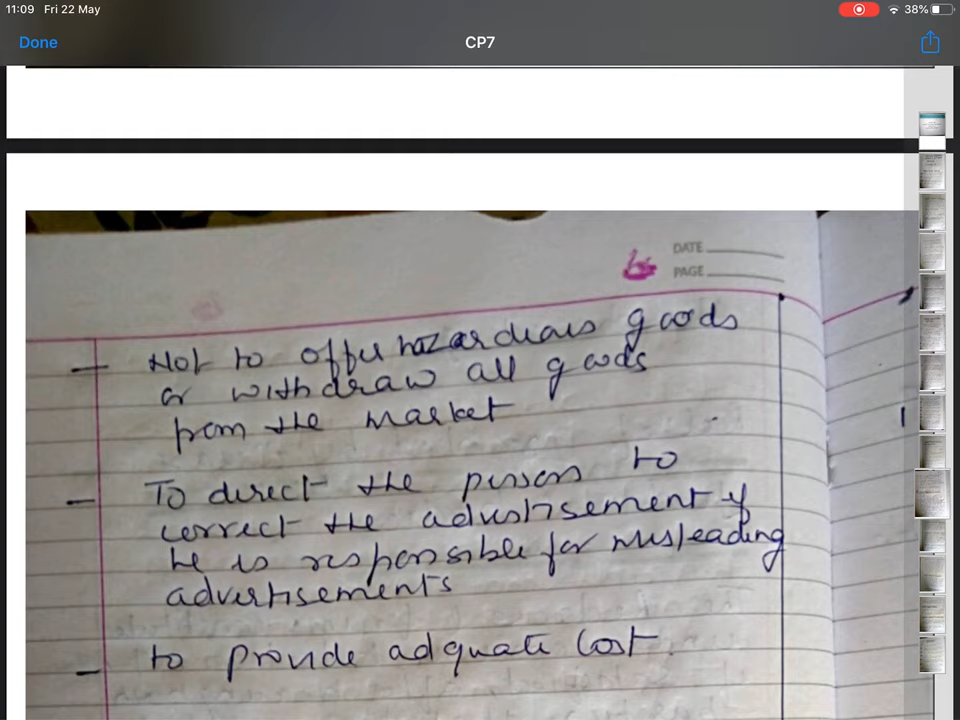 11:09 Fri 22 May
38%
Done
CP7
DATE
PAGE
— Not to offer hazardous goods
or withdraw all goods
from the market
- To direct the person to
correct the advertisement if
he is responsible for misleading
advertisements
- to provide adquate cost.